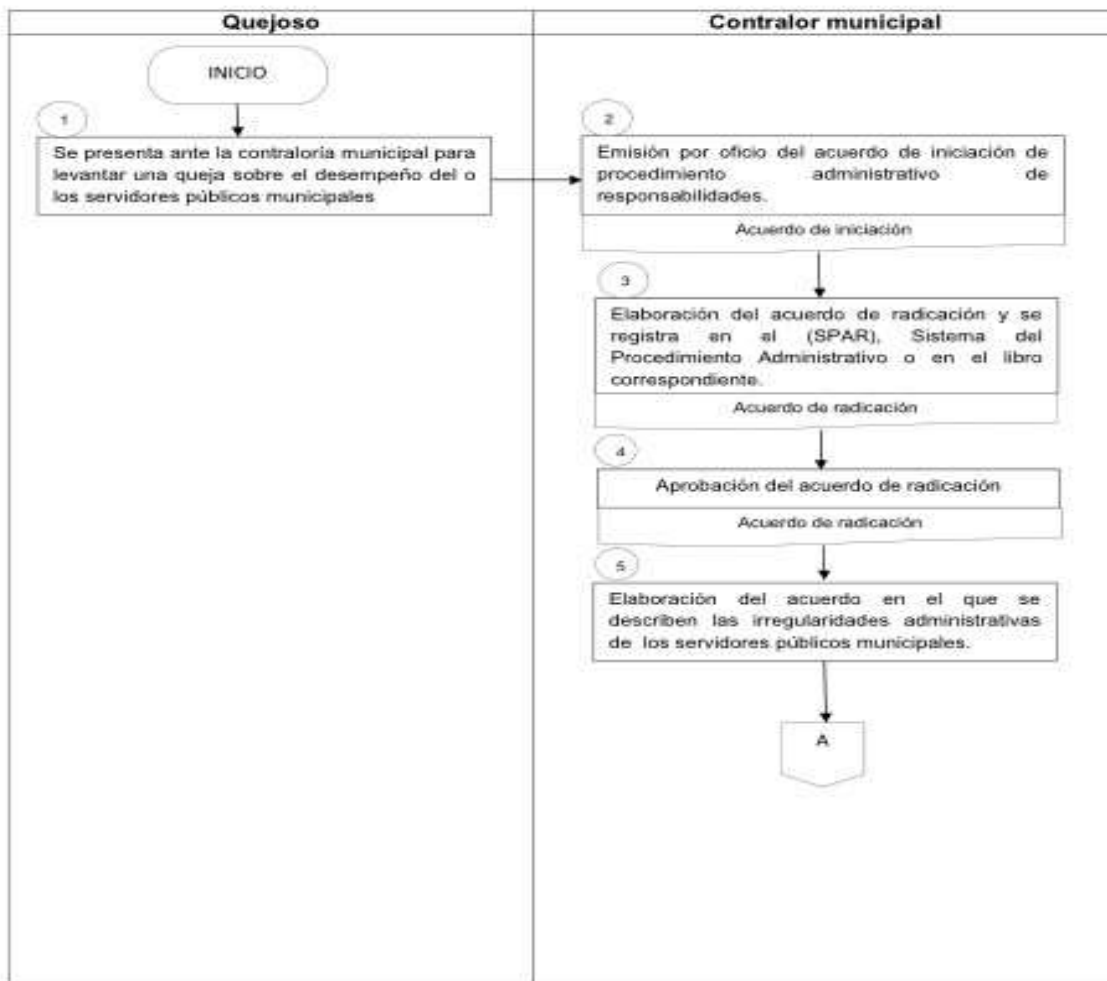 Quejoso
Contralor municipal
INICIO
1
Se presenta ante la contraloría municipal para
levantar una queja sobre el desempeño del o
los servidores públicos municipales
2
Emisión por oficio del acuerdo de iniciación de
procedimiento administrativo de
responsabilidades.
Acuerdo de iniciación
3
Elaboración del acuerdo de radicación y se
registra en el (SPAR), Sistema del
Procedimiento Administrativo o en el libro
correspondiente.
Acuerdo de radicación
4
Aprobación del acuerdo de radicación
Acuerdo de radicación
5
Elaboración del acuerdo en el que se
describen las irregularidades administrativas
de los servidores públicos municipales.
A